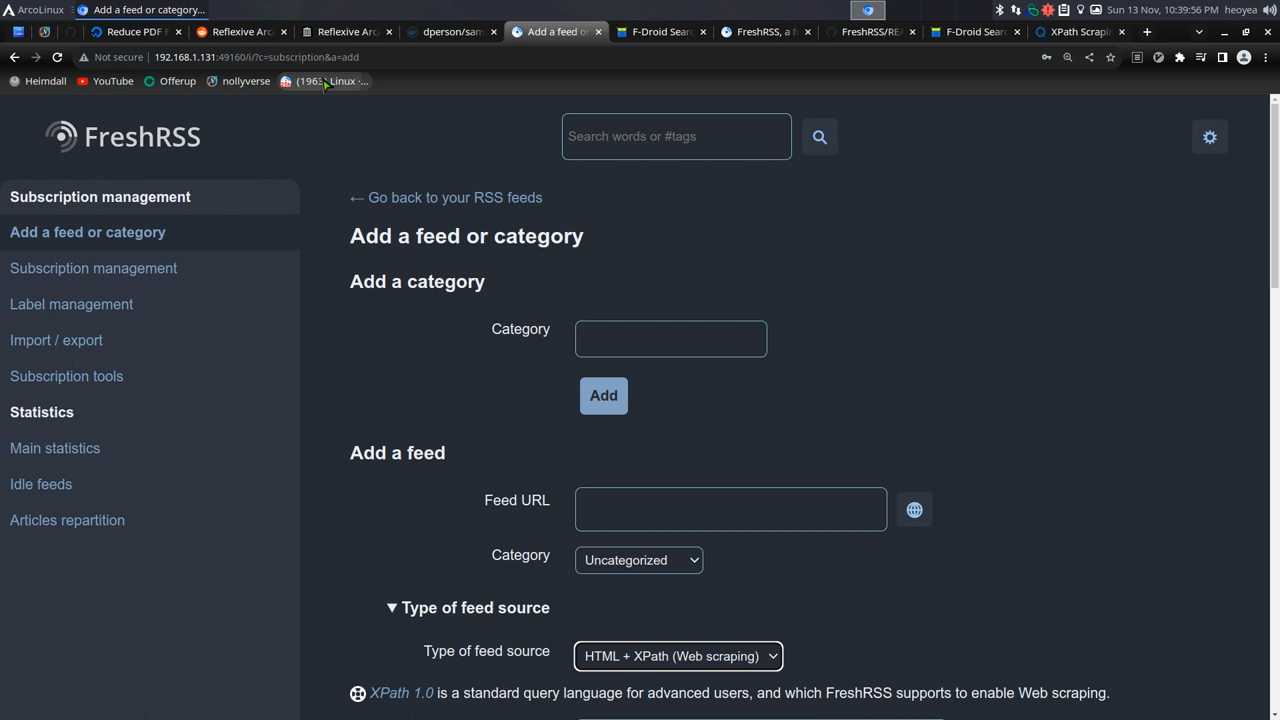 ArcoLinux
Add a feed or category...
Sun 13 Nov, 10:39:56 AM
Reduce PDF F
Reflexive Arc
Reflexive Arc
dperson/sam
Add a feed o
F-Droid Sear
FreshRSS, a f
FreshRSS/REA
F-Droid Sear
XPath Scrapin
Not secure
192.168.1.131:49160/i/?c=subscription&a=add
Heimdall
YouTube
Offerup
nollyverse
(1963) Linux ·...
FreshRSS
Search words or #tags
Subscription management
Add a feed or category
Subscription management
Label management
Import / export
Subscription tools
Statistics
Main statistics
Idle feeds
Articles repartition
← Go back to your RSS feeds
Add a feed or category
Add a category
Category
Add
Add a feed
Feed URL
Category
Uncategorized
▼ Type of feed source
Type of feed source
HTML + XPath (Web scraping)
XPath 1.0 is a standard query language for advanced users, and which FreshRSS supports to enable Web scraping.